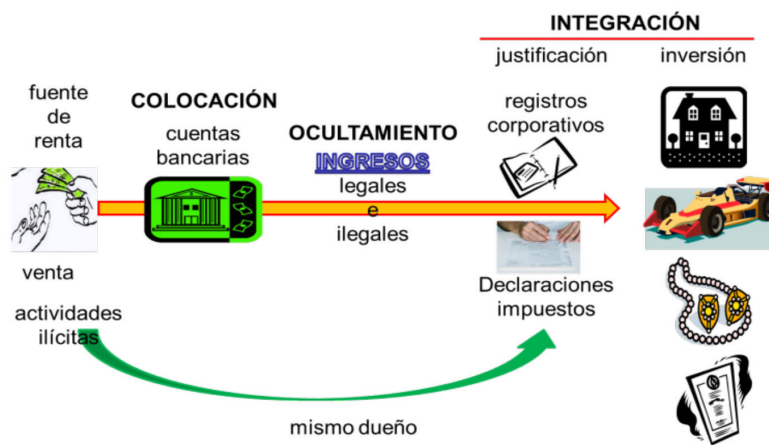 INTEGRACIÓN
justificación
inversión
fuente
de
renta
COLOCACIÓN
cuentas
bancarias
OCULTAMIENTO
INGRESOS
legales
e
ilegales
registros
corporativos
venta
actividades
ilícitas
Declaraciones
impuestos
mismo dueño